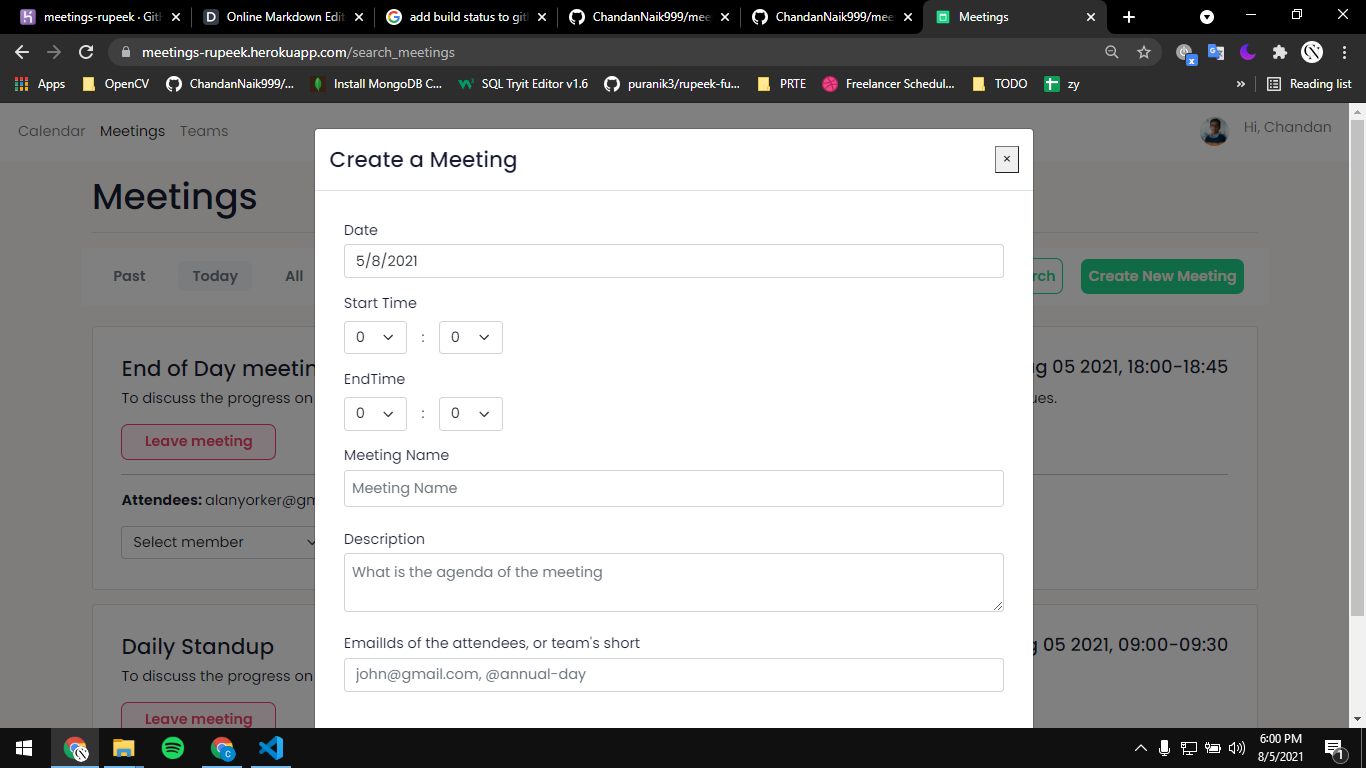 meetings-rupeek · Gith
Online Markdown Edit
add build status to gith
ChandanNaik999/mee
ChandanNaik999/mee
Meetings
meetings-rupeek.herokuapp.com/search_meetings
Apps OpenCV ChandanNaik999/... Install MongoDB C... SQL Tryit Editor v1.6 puranik3/rupeek-fu... PRTE Freelancer Schedul... TODO zy » Reading list
Calendar Meetings Teams Hi, Chandan
Create a Meeting ×
Meetings
Date
5/8/2021
Past Today All rch Create New Meeting
Start Time
0 : 0
End of Day meetin g 05 2021, 18:00-18:45
EndTime
To discuss the progress on ues.
0 : 0
Leave meeting
Meeting Name
Meeting Name
Attendees: alanyorker@gm
Description
Select member
What is the agenda of the meeting
EmailIds of the attendees, or team's short
Daily Standup g 05 2021, 09:00-09:30
john@gmail.com, @annual-day
To discuss the progress on
Leave meeting
6:00 PM
8/5/2021
1